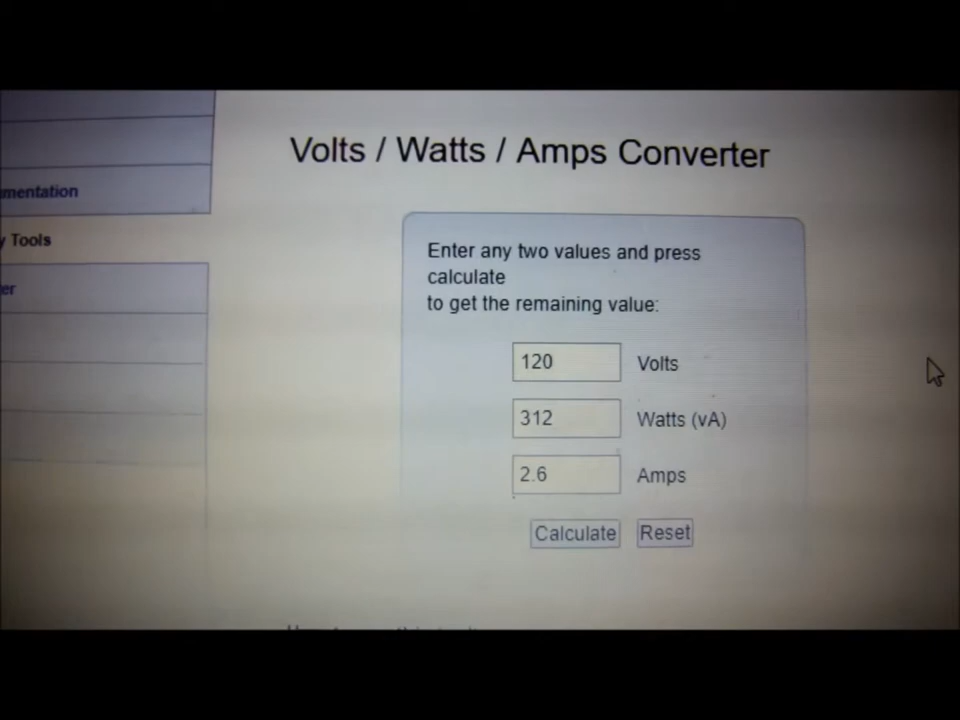 Volts / Watts / Amps Converter
mentation
y Tools
er
Enter any two values and press
calculate
to get the remaining value:
120 Volts
312 Watts (vA)
2.6 Amps
Calculate Reset